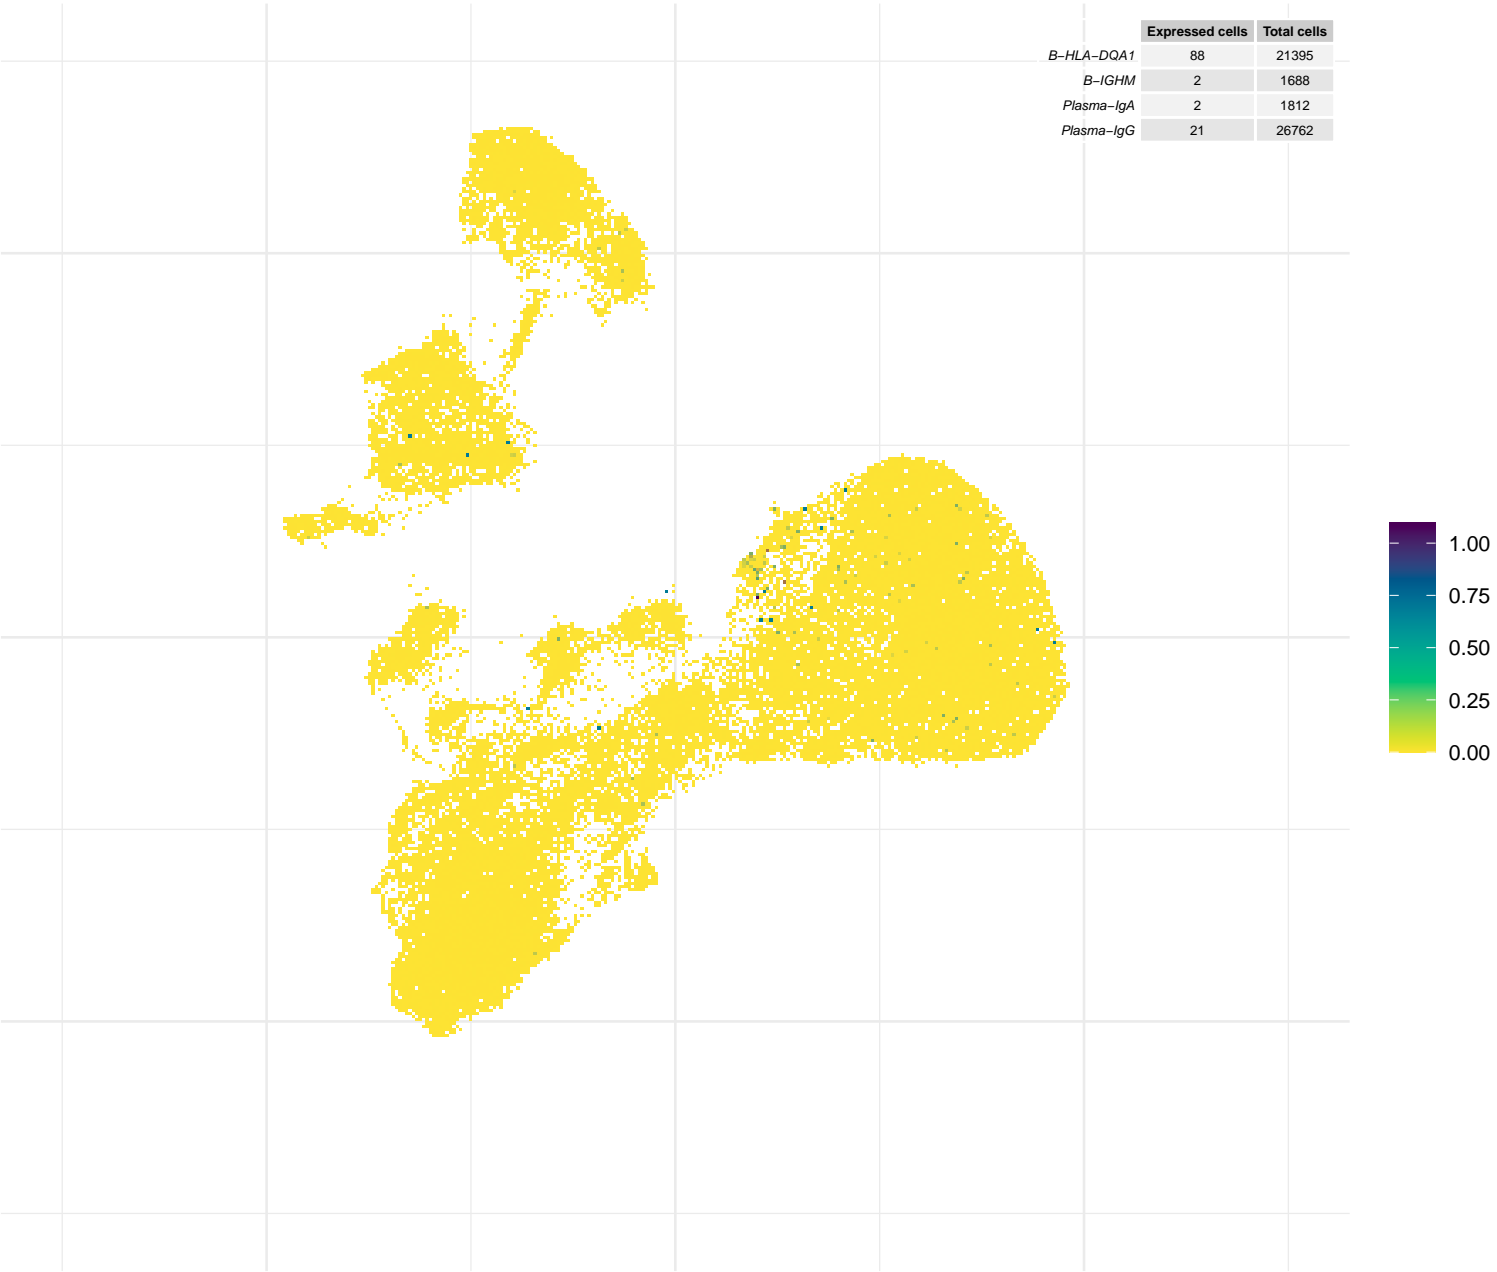 Expressed cells Total cells
B−HLA−DQA1 88 21395
B−IGHM 2 1688
Plasma−IgA 2 1812
Plasma−IgG 21 26762
1.00
0.75
0.50
0.25
0.00